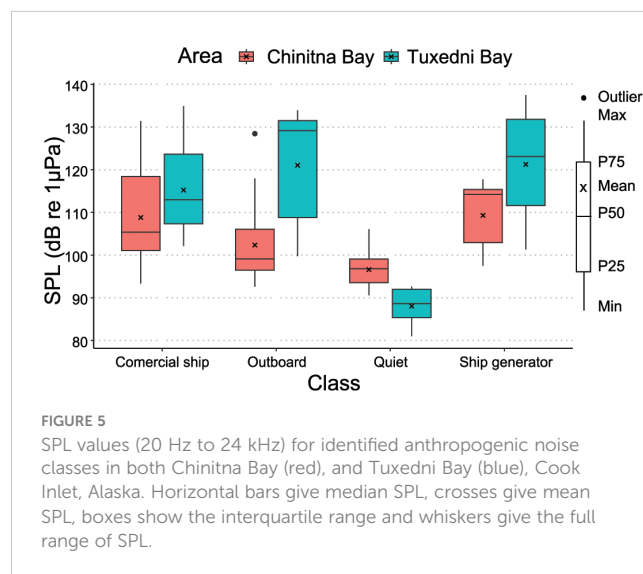 Area Chinitna Bay Tuxedni Bay
SPL (dB re 1µPa)
140
130
120
110
100
90
80
Comercial ship Outboard Quiet Ship generator
Class
Outlier
Max
P75
Mean
P50
P25
Min
FIGURE 5
SPL values (20 Hz to 24 kHz) for identified anthropogenic noise
classes in both Chinitna Bay (red), and Tuxedni Bay (blue), Cook
Inlet, Alaska. Horizontal bars give median SPL, crosses give mean
SPL, boxes show the interquartile range and whiskers give the full
range of SPL.